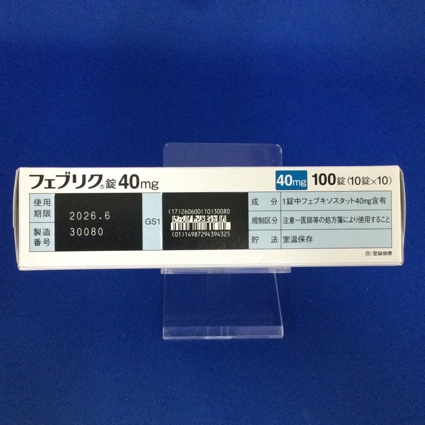 フェブリク®錠40mg
40mg 100錠(10錠×10)
使用
期限
2026.6
製造
番号
30080
GS1
(17)260600(10)30080
(01)14987294394325
成分 1錠中フェブキソスタット40mg含有
規制区分 注意－医師等の処方箋により使用すること
貯法 室温保存
®:登録商標